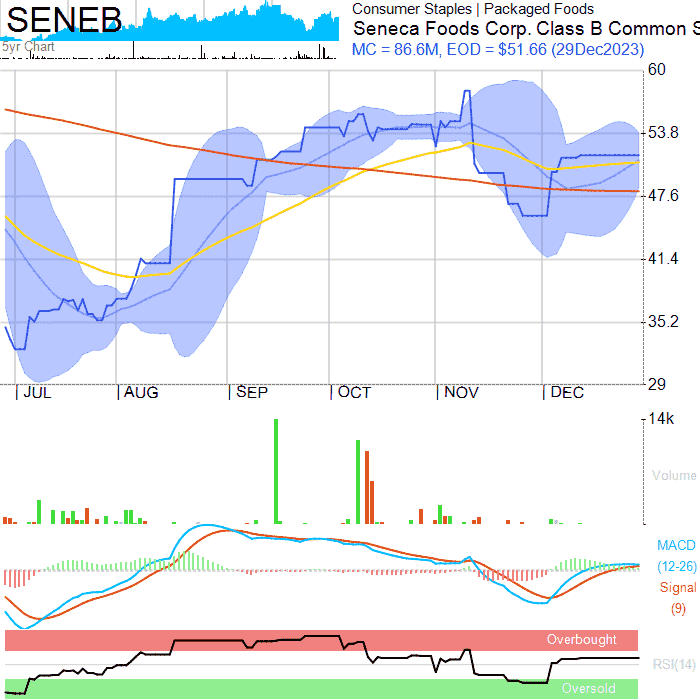 SENEB
5yr Chart
Consumer Staples | Packaged Foods
Seneca Foods Corp. Class B Common S
MC = 86.6M, EOD = $51.66 (29Dec2023)
60
53.8
47.6
41.4
35.2
29
JUL AUG SEP OCT NOV DEC
14k
Volume
MACD
(12-26)
Signal
(9)
Overbought
RSI(14)
Oversold